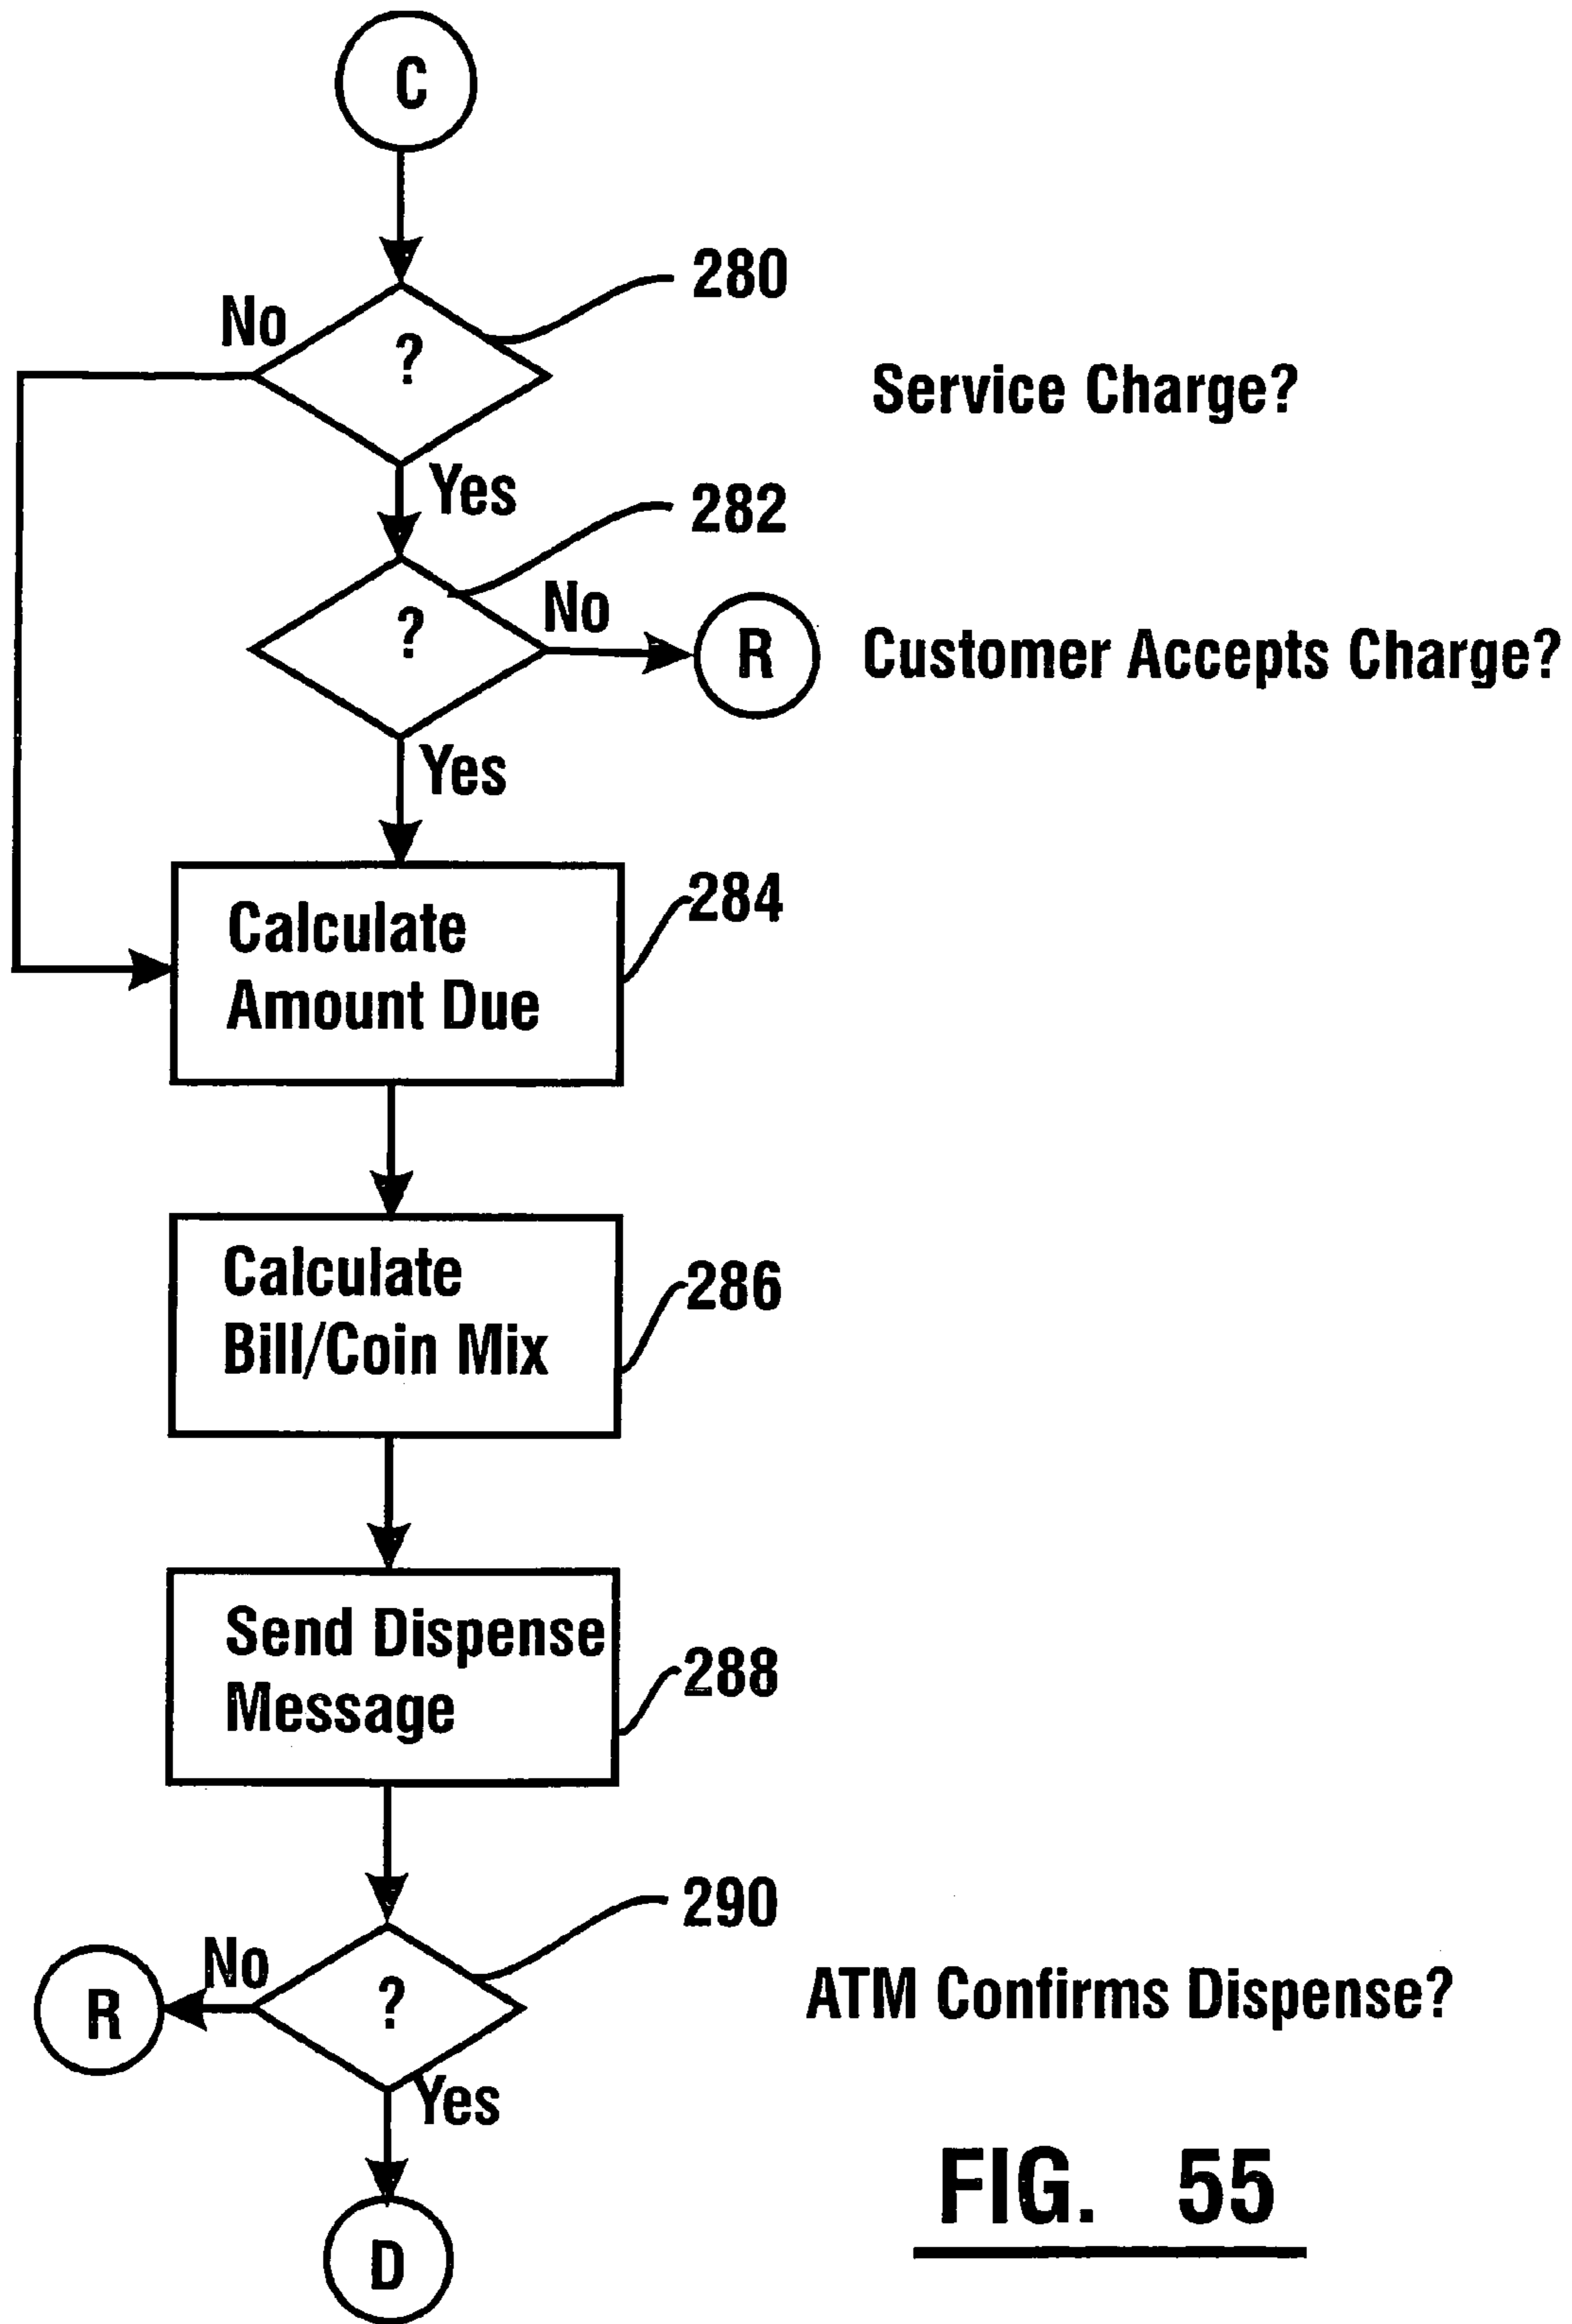 C
280
No
?
Service Charge?
Yes
282
No
?
R
Customer Accepts Charge?
Yes
284
Calculate
Amount Due
Calculate
286
Bill/Coin Mix
Send Dispense
288
Message
290
No
R
?
ATM Confirms Dispense?
Yes
FIG. 55
D